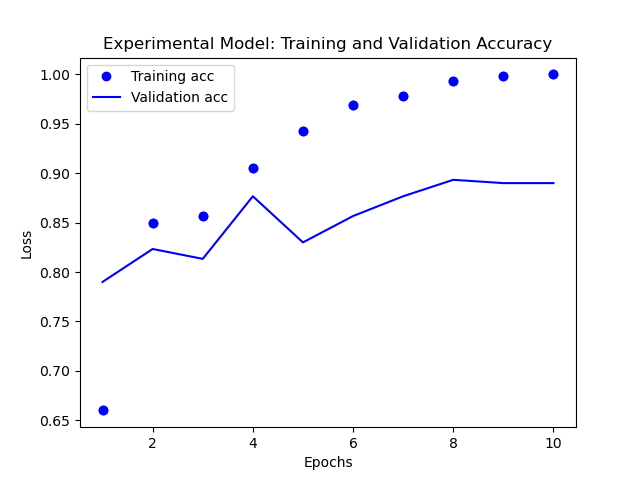 Experimental Model: Training and Validation Accuracy
Training acc
Validation acc
1.00
0.95
0.90
0.85
0.80
0.75
0.70
0.65
Loss
2
4
6
8
10
Epochs